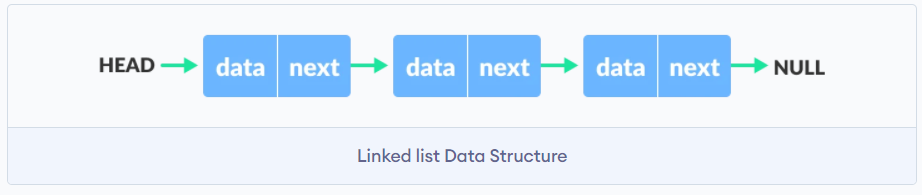 HEAD data next data next data next NULL
Linked list Data Structure